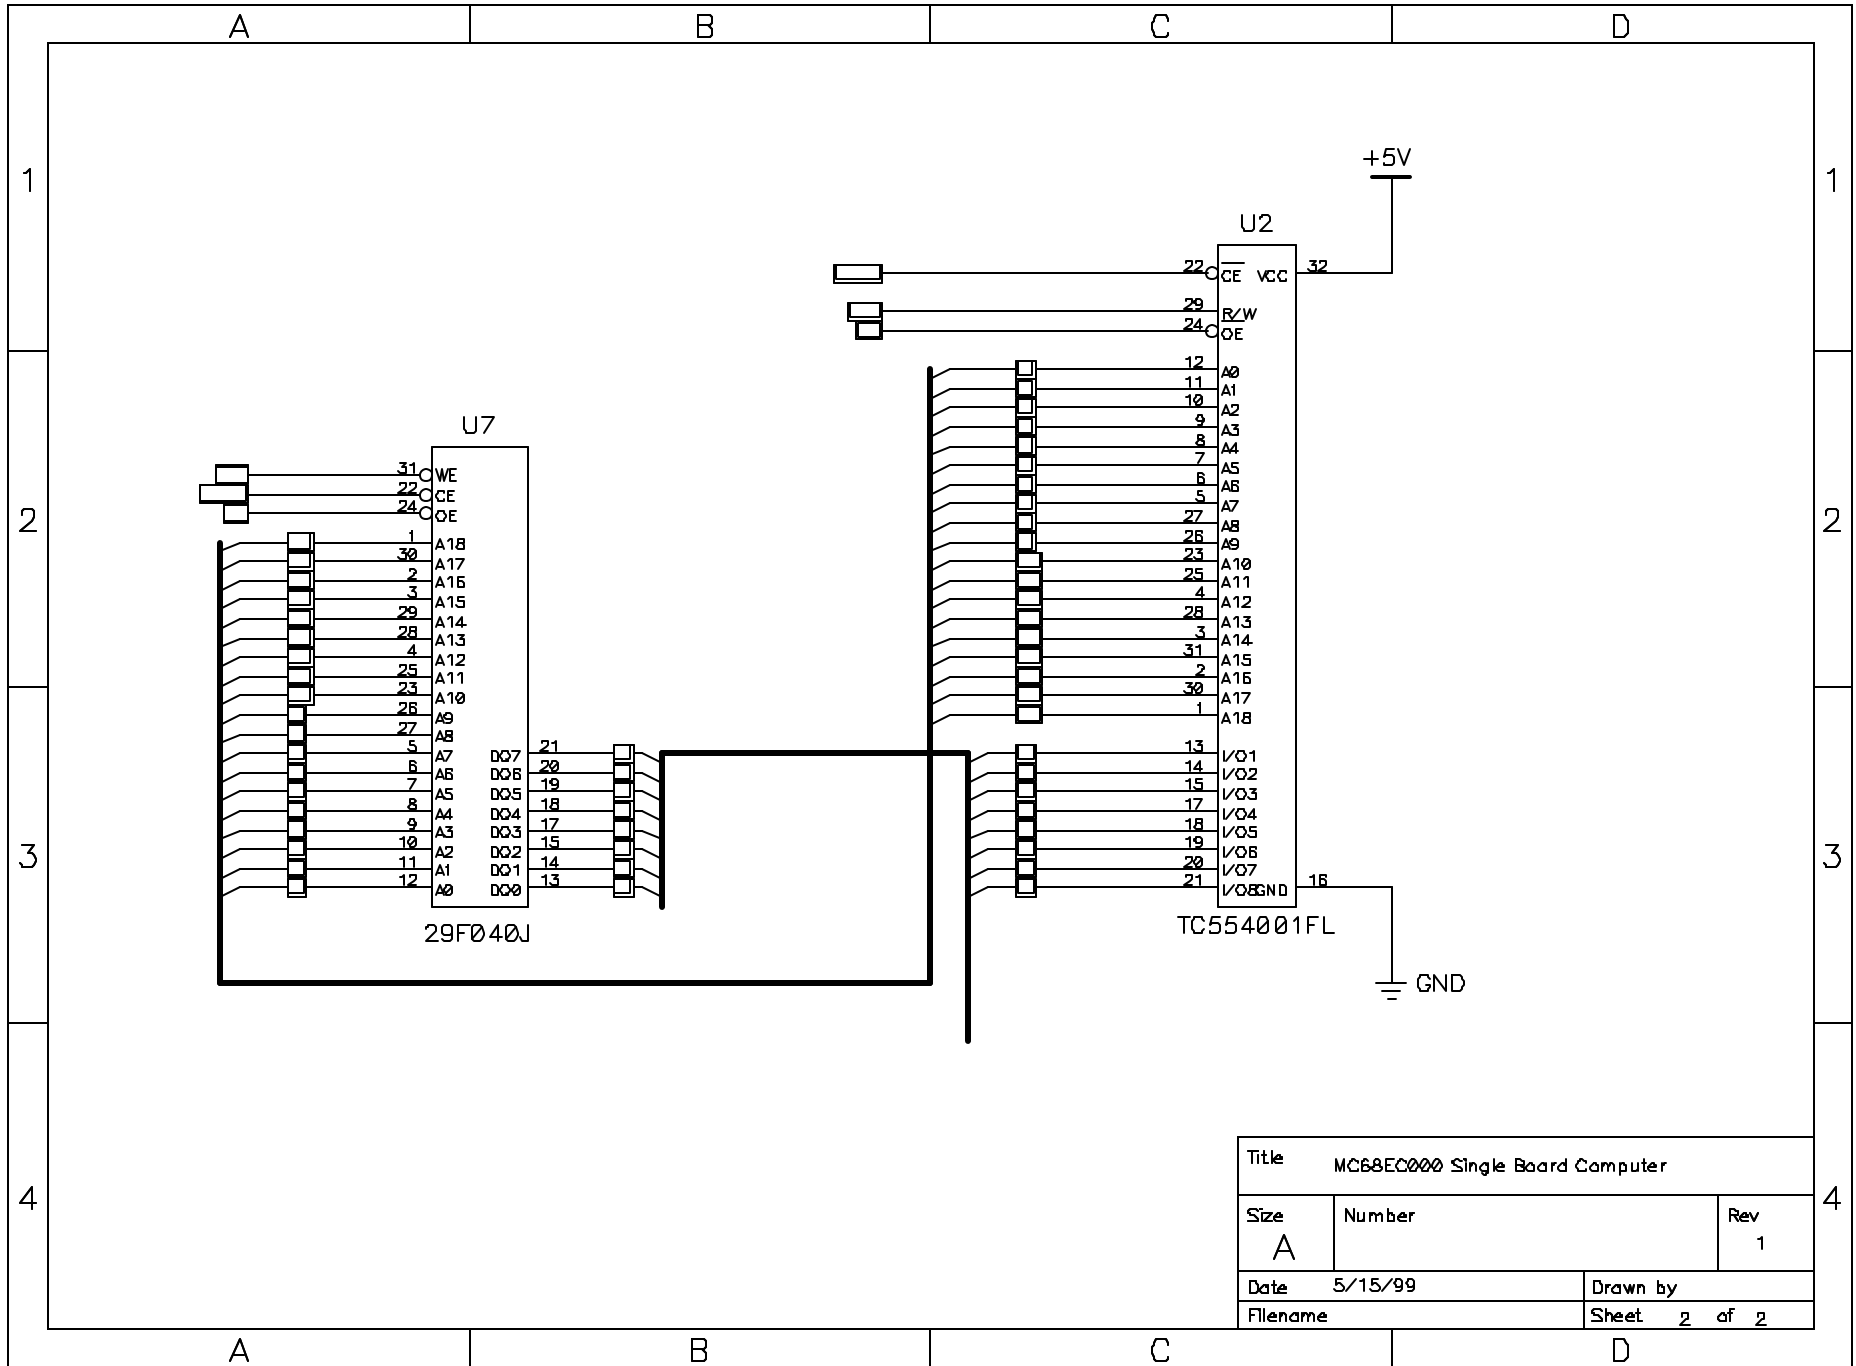 A B C D
1 1
+5V
U2
22 CE VCC 32
29 R/W
24 OE
12 A0
11 A1
10 A2
9 A3
8 A4
7 A5
6 A6
5 A7
27 A8
26 A9
23 A10
25 A11
4 A12
28 A13
3 A14
31 A15
2 A16
30 A17
1 A18
13 I/O1
14 I/O2
15 I/O3
17 I/O4
18 I/O5
19 I/O6
20 I/O7
21 I/O8 GND 16
TC554001FL
GND
2 2
U7
31 WE
22 CE
24 OE
1 A18
30 A17
2 A16
3 A15
29 A14
28 A13
4 A12
25 A11
23 A10
26 A9
27 A8
5 A7 DQ7 21
6 A6 DQ6 20
7 A5 DQ5 19
8 A4 DQ4 18
9 A3 DQ3 17
10 A2 DQ2 15
11 A1 DQ1 14
12 A0 DQ0 13
29F040J
3 3
4 4
Title MC68EC000 Single Board Computer
Size Number Rev
A 1
Date 5/15/99 Drawn by
Filename Sheet 2 of 2
A B C D